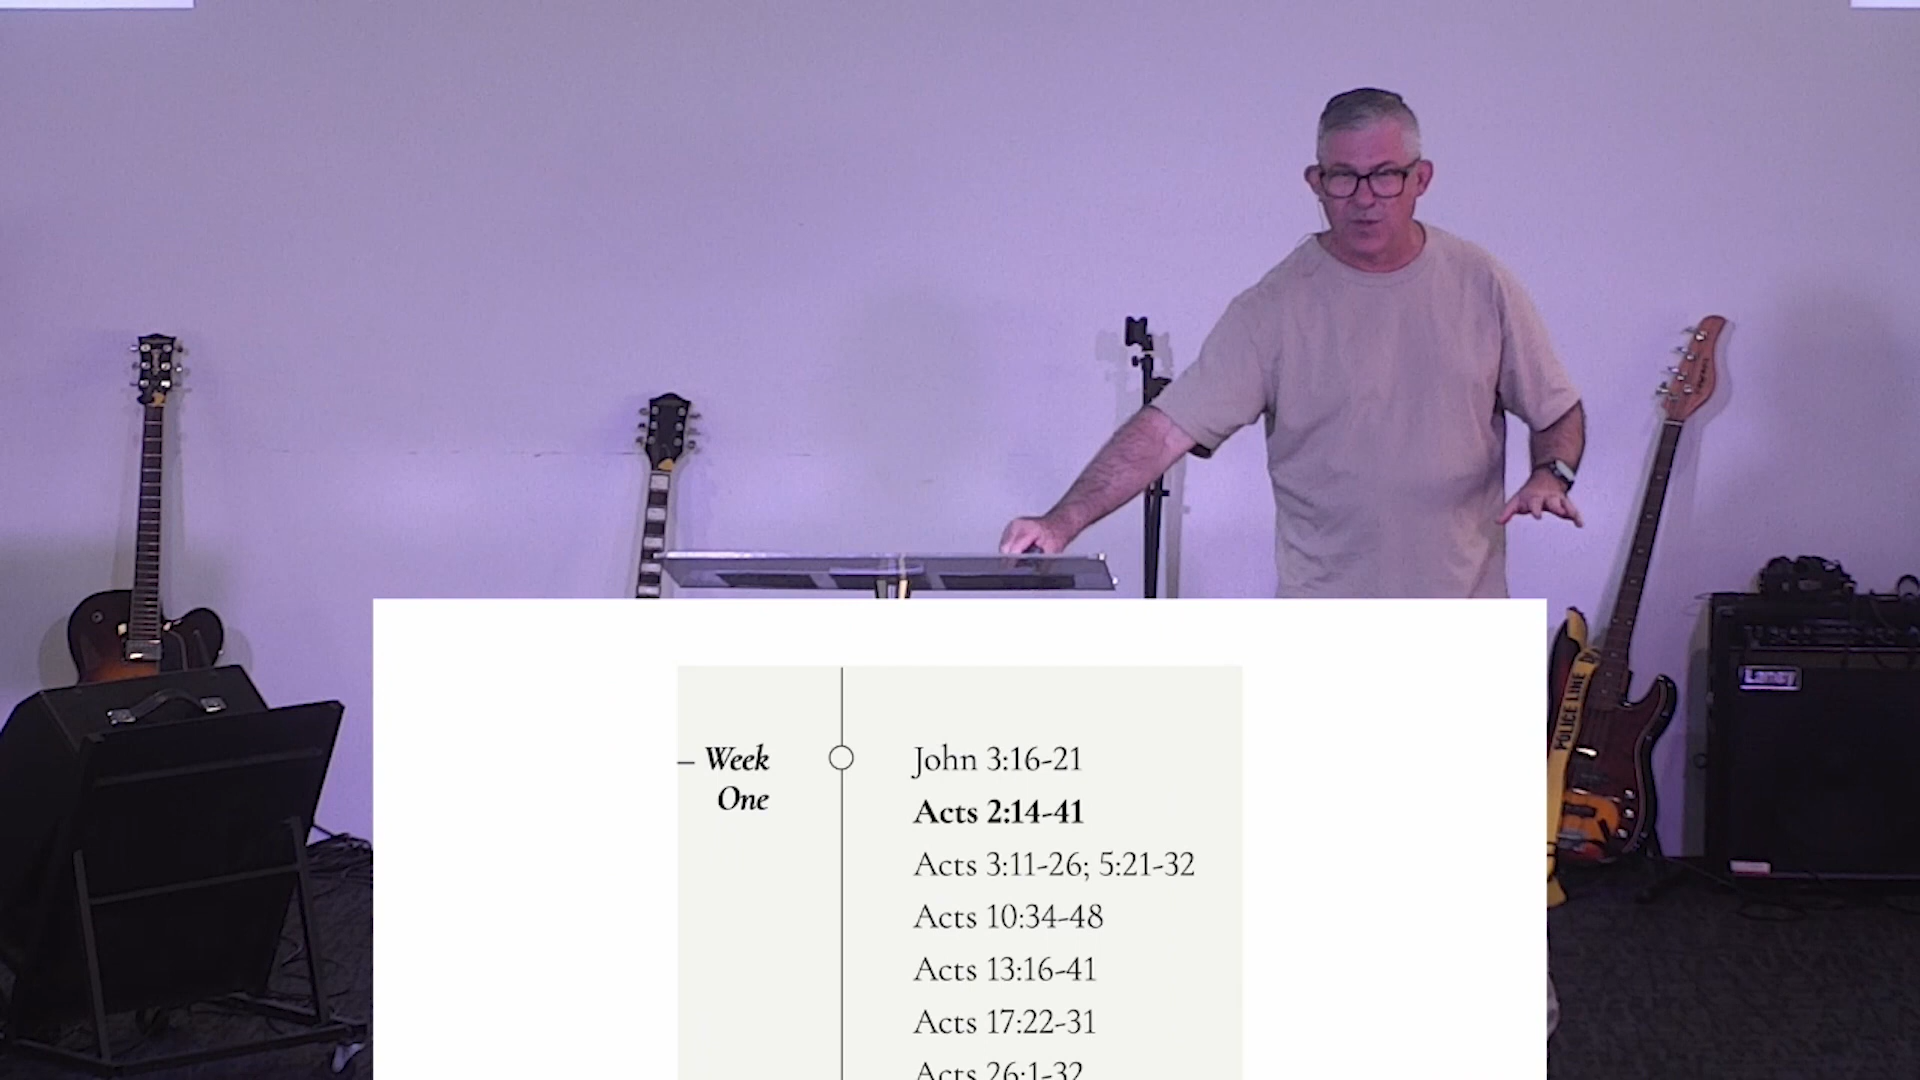 – Week
One
John 3:16-21
Acts 2:14-41
Acts 3:11-26; 5:21-32
Acts 10:34-48
Acts 13:16-41
Acts 17:22-31
Acts 26:1-32
POLICE LINE
Laney